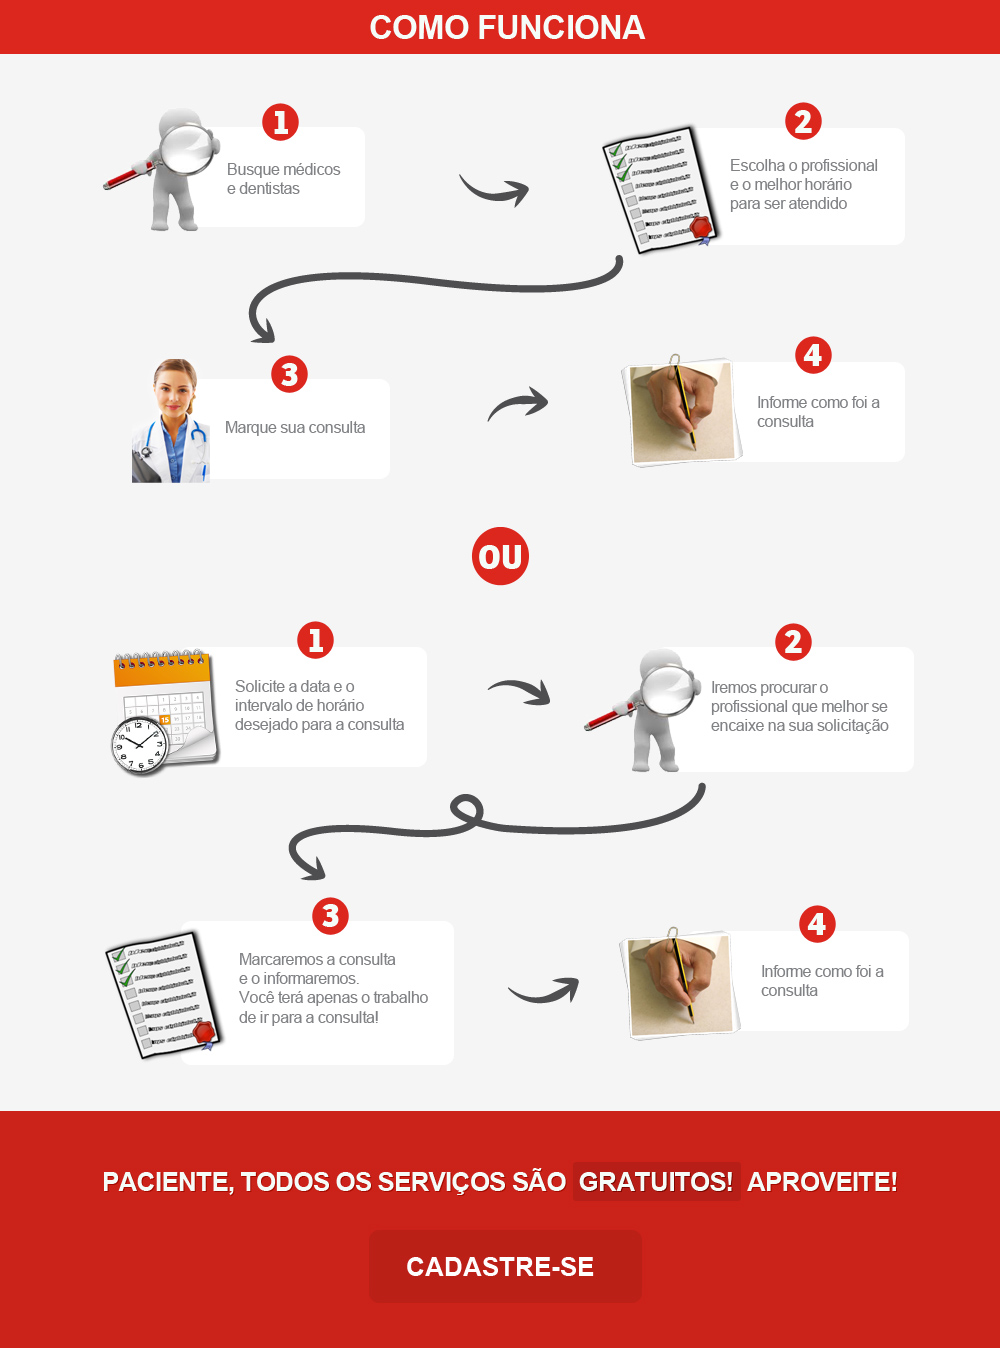 COMO FUNCIONA
1
Busque médicos
e dentistas
2
Escolha o profissional
e o melhor horário
para ser atendido
3
Marque sua consulta
4
Informe como foi a
consulta
OU
1
Solicite a data e o
intervalo de horário
desejado para a consulta
2
Iremos procurar o
profissional que melhor se
encaixe na sua solicitação
3
Marcaremos a consulta
e o informaremos.
Você terá apenas o trabalho
de ir para a consulta!
4
Informe como foi a
consulta
PACIENTE, TODOS OS SERVIÇOS SÃO GRATUITOS! APROVEITE!
CADASTRE-SE